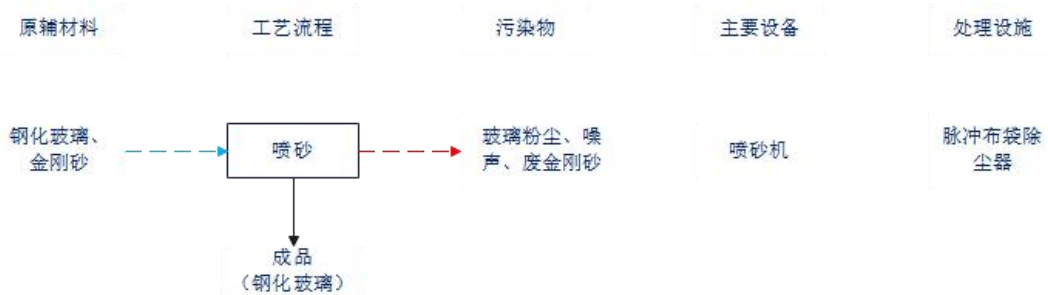 原辅材料 工艺流程 污染物 主要设备 处理设施
钢化玻璃、
金刚砂
喷砂
玻璃粉尘、噪
声、废金刚砂
喷砂机
脉冲布袋除
尘器
成品
（钢化玻璃）